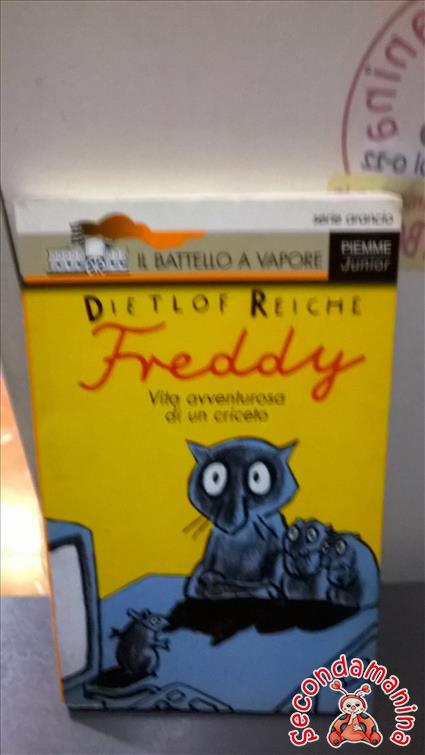 serie arancio
IL BATTELLO A VAPORE
PIEMME
Junior
DIETLOF REICHE
Freddy
Vita avventurosa
di un criceto
secondamanina